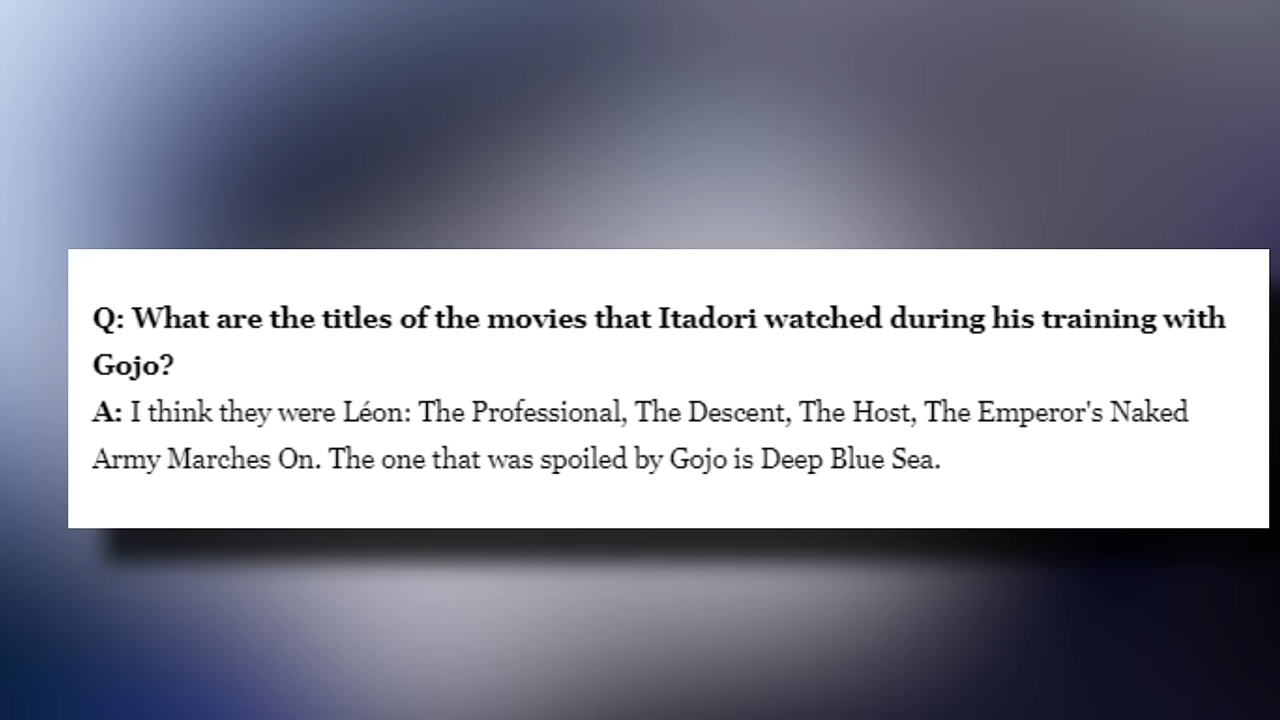 Q: What are the titles of the movies that Itadori watched during his training with
Gojo?
A: I think they were Léon: The Professional, The Descent, The Host, The Emperor's Naked
Army Marches On. The one that was spoiled by Gojo is Deep Blue Sea.